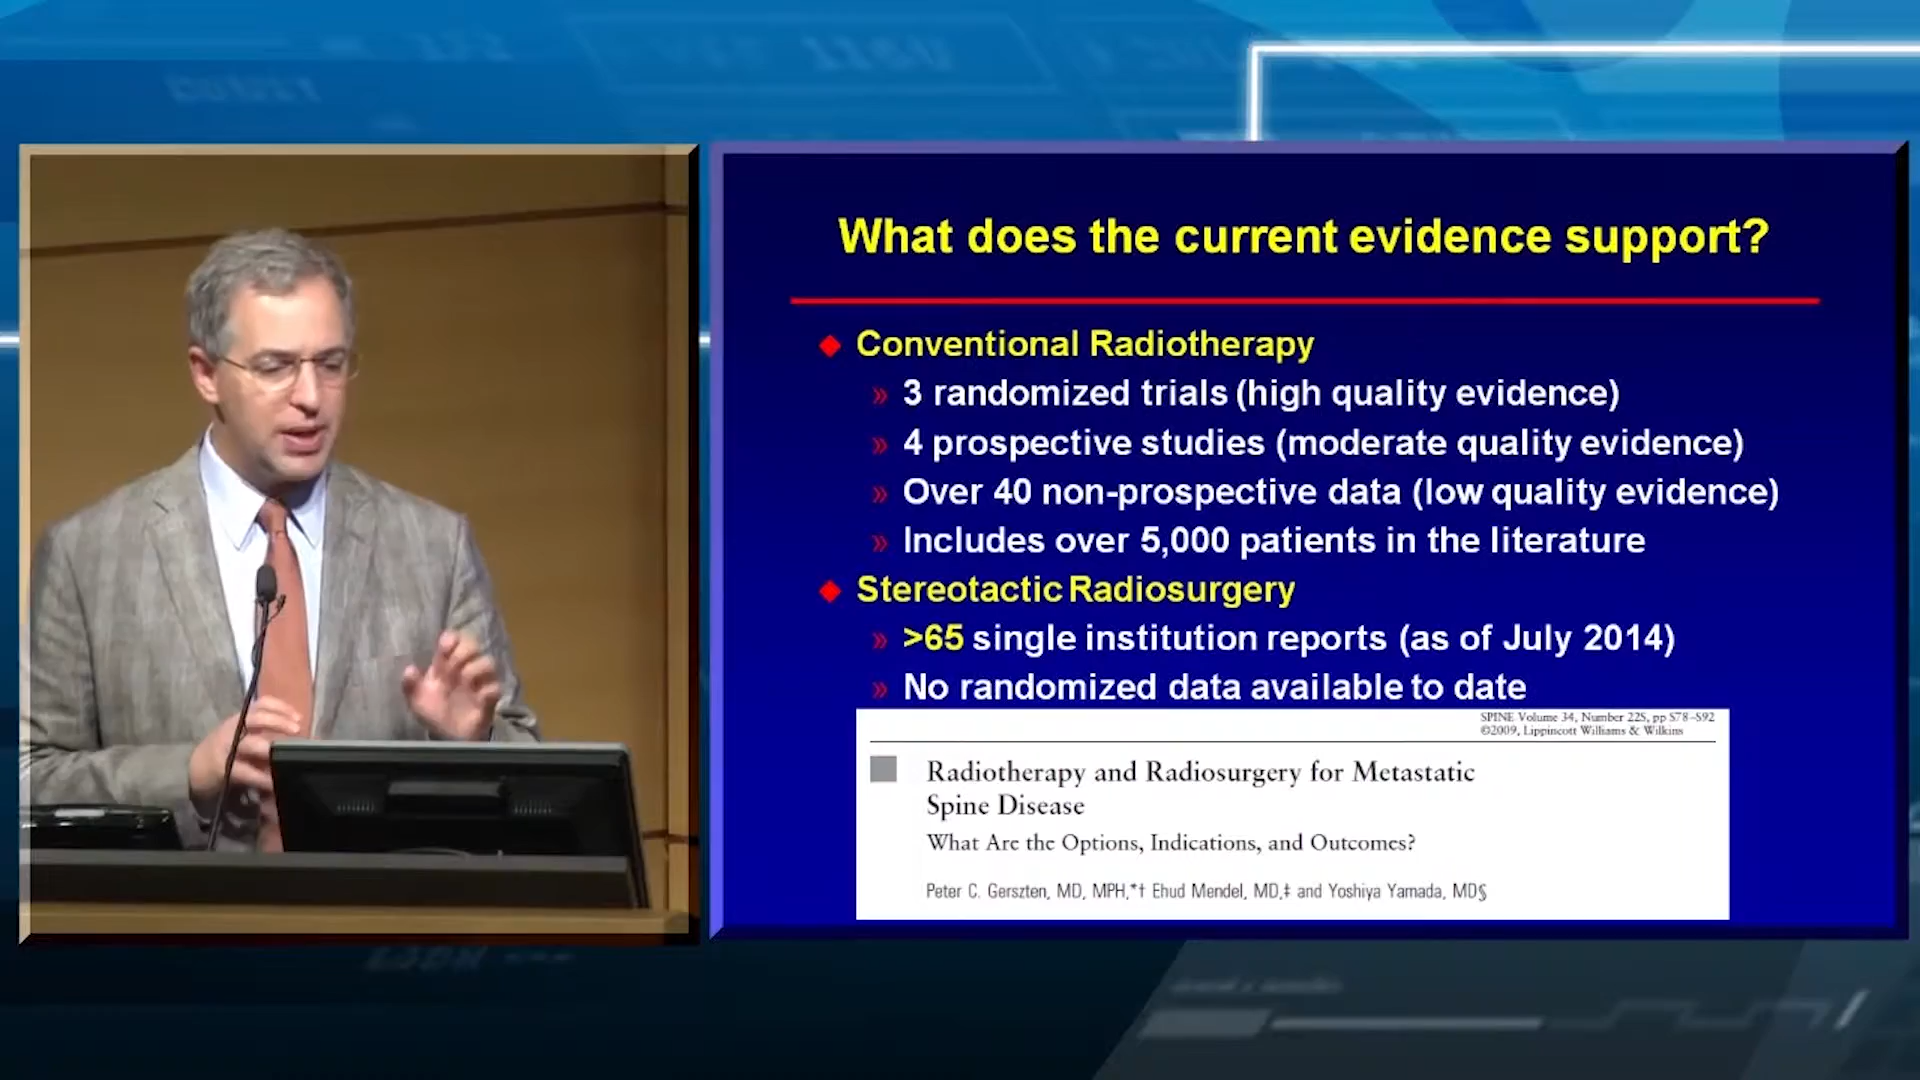 What does the current evidence support?
Conventional Radiotherapy
» 3 randomized trials (high quality evidence)
» 4 prospective studies (moderate quality evidence)
» Over 40 non-prospective data (low quality evidence)
» Includes over 5,000 patients in the literature
Stereotactic Radiosurgery
» >65 single institution reports (as of July 2014)
» No randomized data available to date
SPINE Volume 34, Number 22S, pp S78–S92
©2009, Lippincott Williams & Wilkins
Radiotherapy and Radiosurgery for Metastatic
Spine Disease
What Are the Options, Indications, and Outcomes?
Peter C. Gerszten, MD, MPH,*† Ehud Mendel, MD,‡ and Yoshiya Yamada, MD§